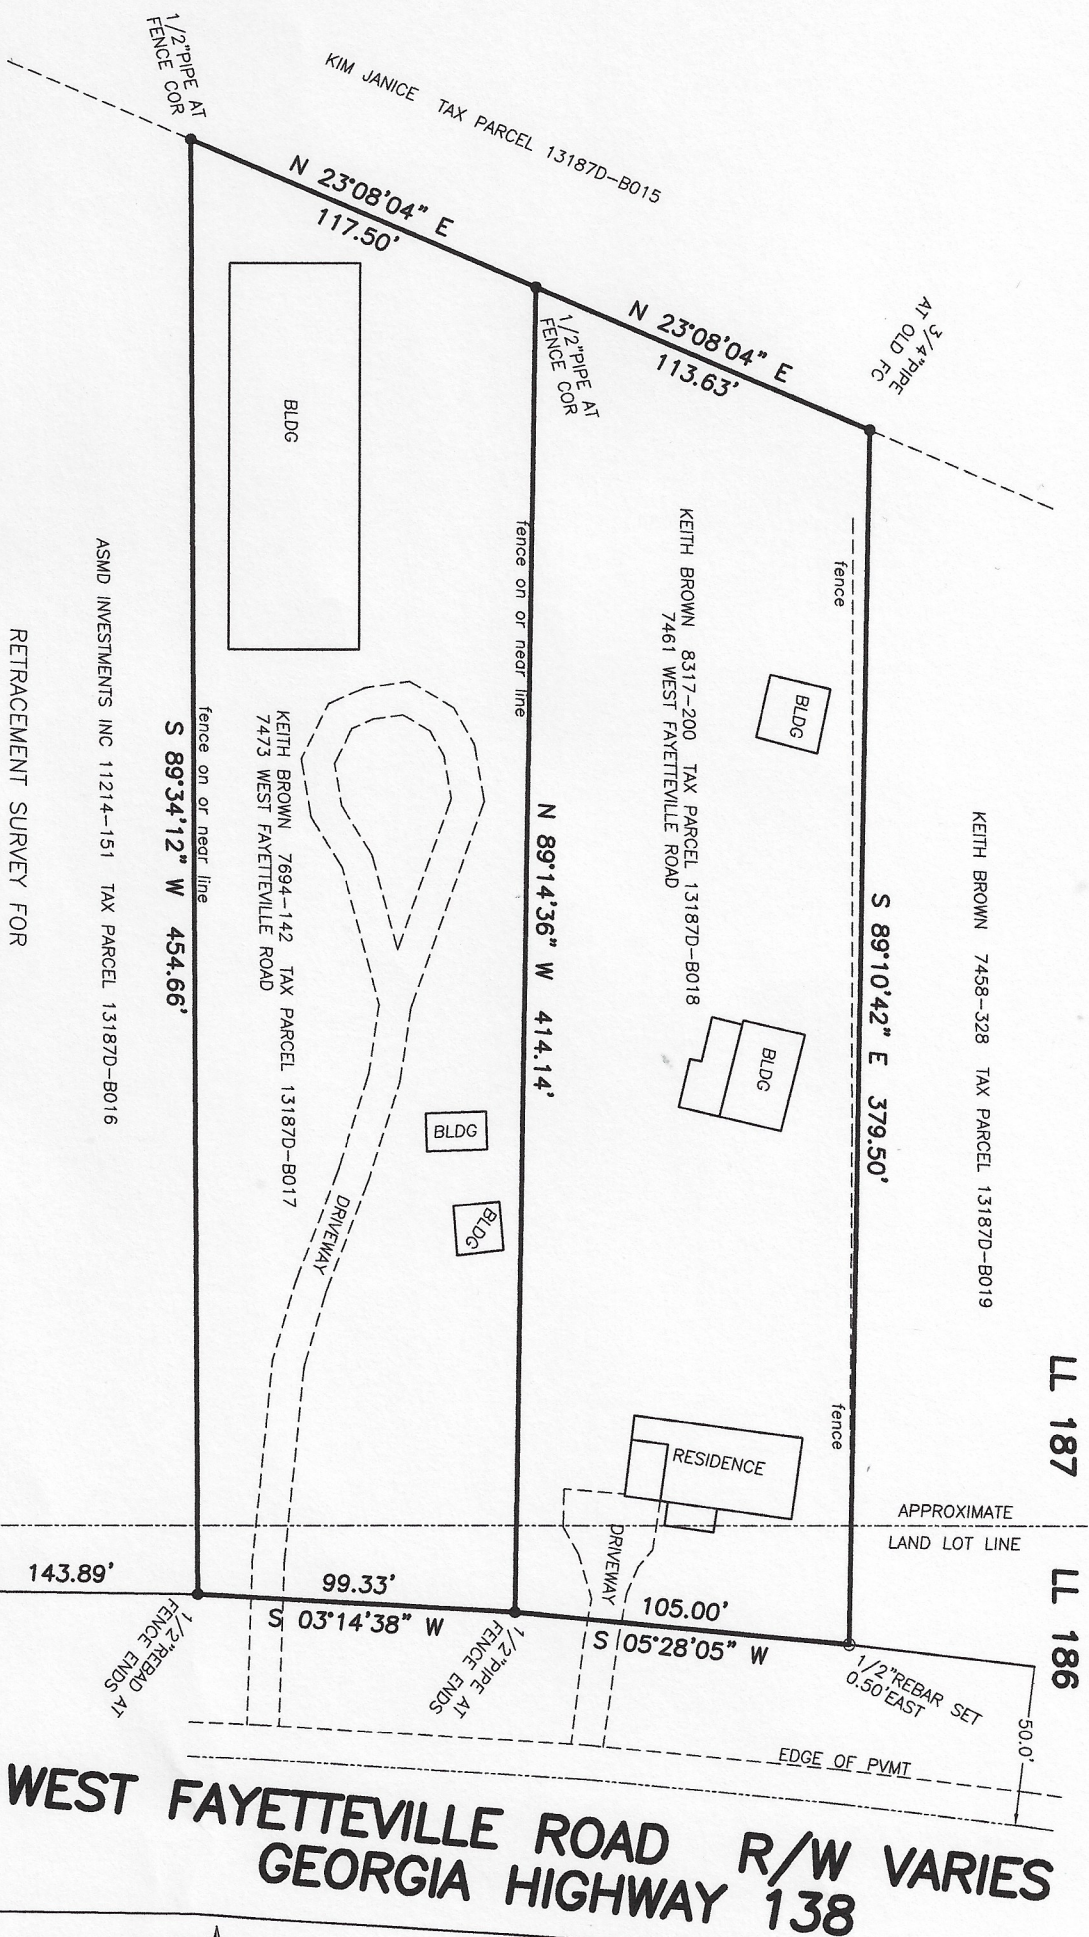 1/2"PIPE AT
FENCE COR
KIM JANICE TAX PARCEL 13187D-B015
N 23°08'04" E
117.50'
N 23°08'04" E
113.63'
3/4"PIPE
AT OLD FC
1/2"PIPE AT
FENCE COR
BLDG
fence on or near line
KEITH BROWN 8317-200 TAX PARCEL 13187D-B018
7461 WEST FAYETTEVILLE ROAD
fence
BLDG
KEITH BROWN 7458-328 TAX PARCEL 13187D-B019
S 89°10'42" E 379.50'
N 89°14'36" W 414.14'
BLDG
KEITH BROWN 7694-142 TAX PARCEL 13187D-B017
7473 WEST FAYETTEVILLE ROAD
fence on or near line
S 89°34'12" W 454.66'
ASMD INVESTMENTS INC 11214-151 TAX PARCEL 13187D-B016
RETRACEMENT SURVEY FOR
BLDG
BLDG
DRIVEWAY
fence
RESIDENCE
DRIVEWAY
LL 187
APPROXIMATE
LAND LOT LINE
LL 186
143.89'
99.33'
S 03°14'38" W
105.00'
S 05°28'05" W
1/2"REBAD AT
FENCE ENDS
1/2"PIPE AT
FENCE ENDS
1/2"REBAR SET
0.50'EAST
50.0'
EDGE OF PVMT
WEST FAYETTEVILLE ROAD R/W VARIES
GEORGIA HIGHWAY 138